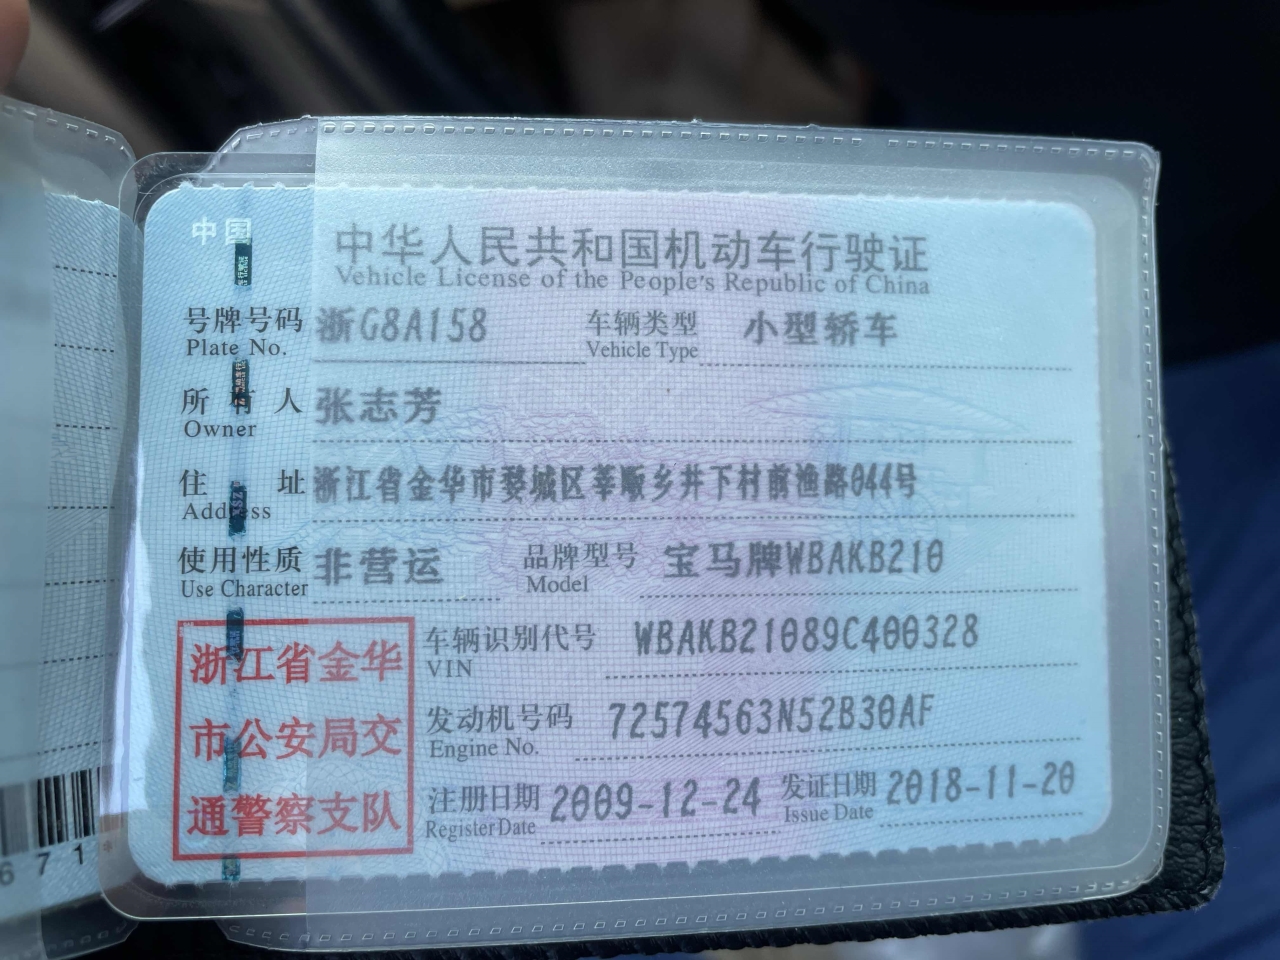 中国
中华人民共和国机动车行驶证
Vehicle License of the People's Republic of China
号牌号码 浙G8A158 车辆类型 小型轿车
Plate No. Vehicle Type
所有人 张志芳
Owner
住址 浙江省金华市婺城区莘畈乡井下村前渔路044号
Address
使用性质 非营运 品牌型号 宝马牌WBAKB210
Use Character Model
浙江省金华
市公安局交
通警察支队
车辆识别代号 WBAKB21089C400328
VIN
发动机号码 72574563N52B30AF
Engine No.
注册日期 2009-12-24 发证日期 2018-11-20
Register Date Issue Date
671